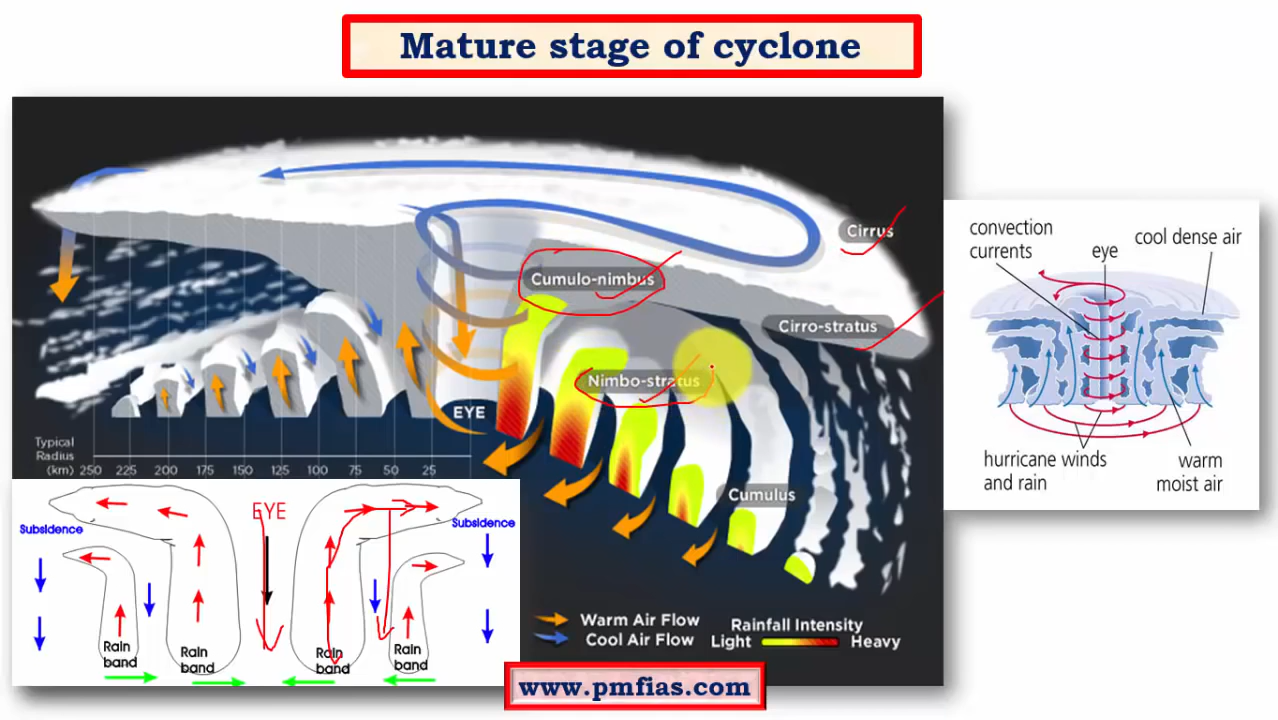 Mature stage of cyclone
Cirrus
Cumulo-nimbus
Cirro-stratus
Nimbo-stratus
EYE
Cumulus
Typical
Radius
(km) 250 225 200 175 150 125 100 75 50 25
Warm Air Flow
Cool Air Flow
Rainfall Intensity
Light Heavy
convection
currents
eye
cool dense air
hurricane winds
and rain
warm
moist air
EYE
Subsidence
Subsidence
Rain
band
Rain
band
Rain
band
Rain
band
www.pmfias.com